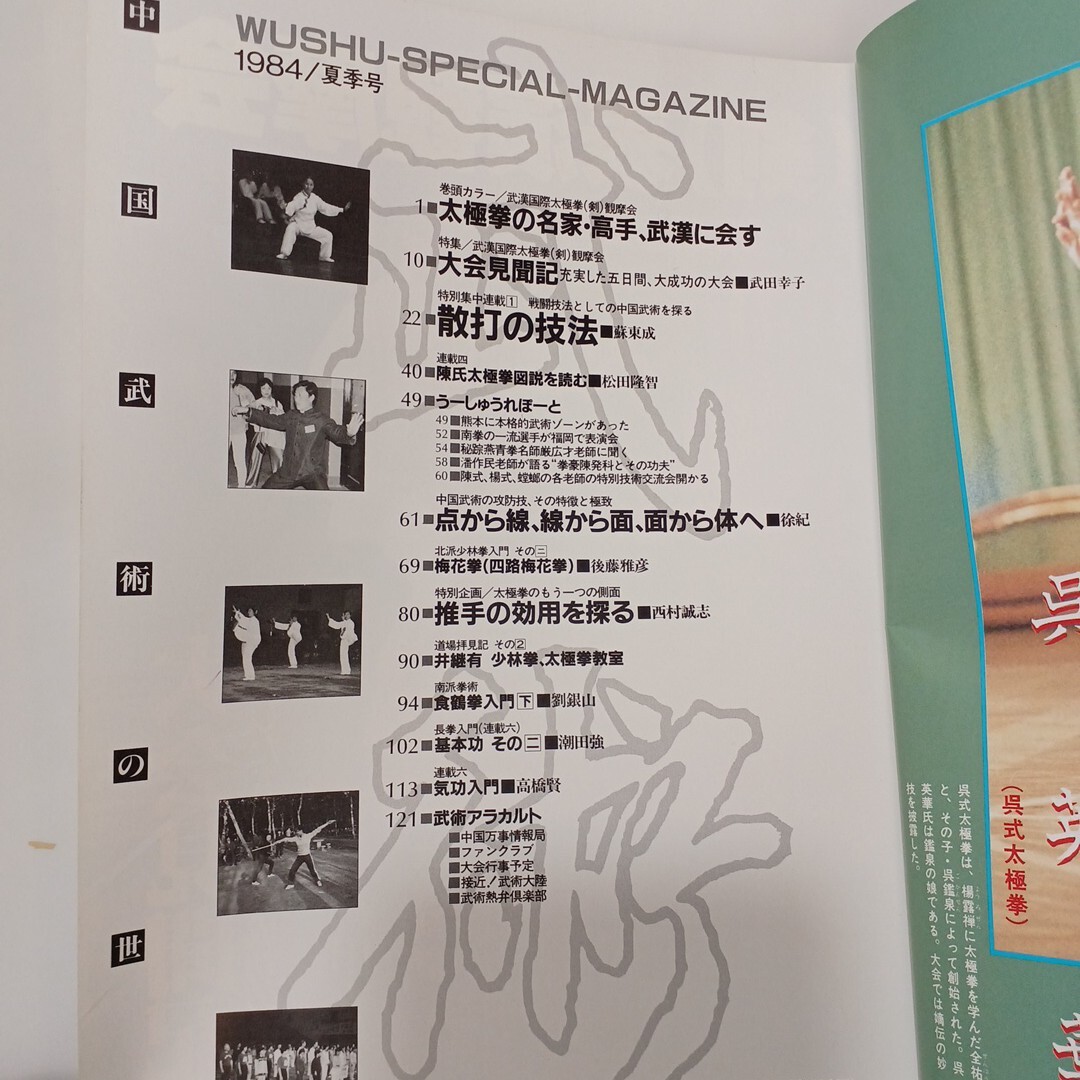 中
国
武
術
の
世
WUSHU-SPECIAL-MAGAZINE
1984/夏季号
巻頭カラー/武漢国際太極拳(剣)観摩会
1■太極拳の名家・高手、武漢に会す
特集/武漢国際太極拳(剣)観摩会
10■大会見聞記 充実した五日間、大成功の大会■武田幸子
特別集中連載1 戦闘技法としての中国武術を探る
22■散打の技法■蘇東成
連載四
40■陳氏太極拳図説を読む■松田隆智
49■うーしゅうれぽーと
49■熊本に本格的武術ゾーンがあった
52■南拳の一流選手が福岡で表演会
54■秘踪燕青拳名師厳広才老師に聞く
58■潘作民老師が語る“拳豪陳発科とその功夫”
60■陳式、楊式、螳螂の各老師の特別技術交流会開かる
中国武術の攻防技、その特徴と極致
61■点から線、線から面、面から体へ■徐紀
北派少林拳入門 その三
69■梅花拳(四路梅花拳)■後藤雅彦
特別企画/太極拳のもう一つの側面
80■推手の効用を探る■西村誠志
道場拝見記 その2
90■井継有 少林拳、太極拳教室
南派拳術
94■食鶴拳入門下■劉銀山
長拳入門(連載六)
102■基本功 その二■潮田強
連載六
113■気功入門■高橋賢
121■武術アラカルト
■中国万事情報局
■ファンクラブ
■大会行事予定
■接近!武術大陸
■武術熱弁倶楽部
武
術
呉
英
(呉式太極拳)
呉式太極拳は、楊露禅に太極拳を学んだ全祐
と、その子・呉鑑泉によって創始された。呉
英華氏は鑑泉の娘である。大会では嫡伝の妙
技を披露した。